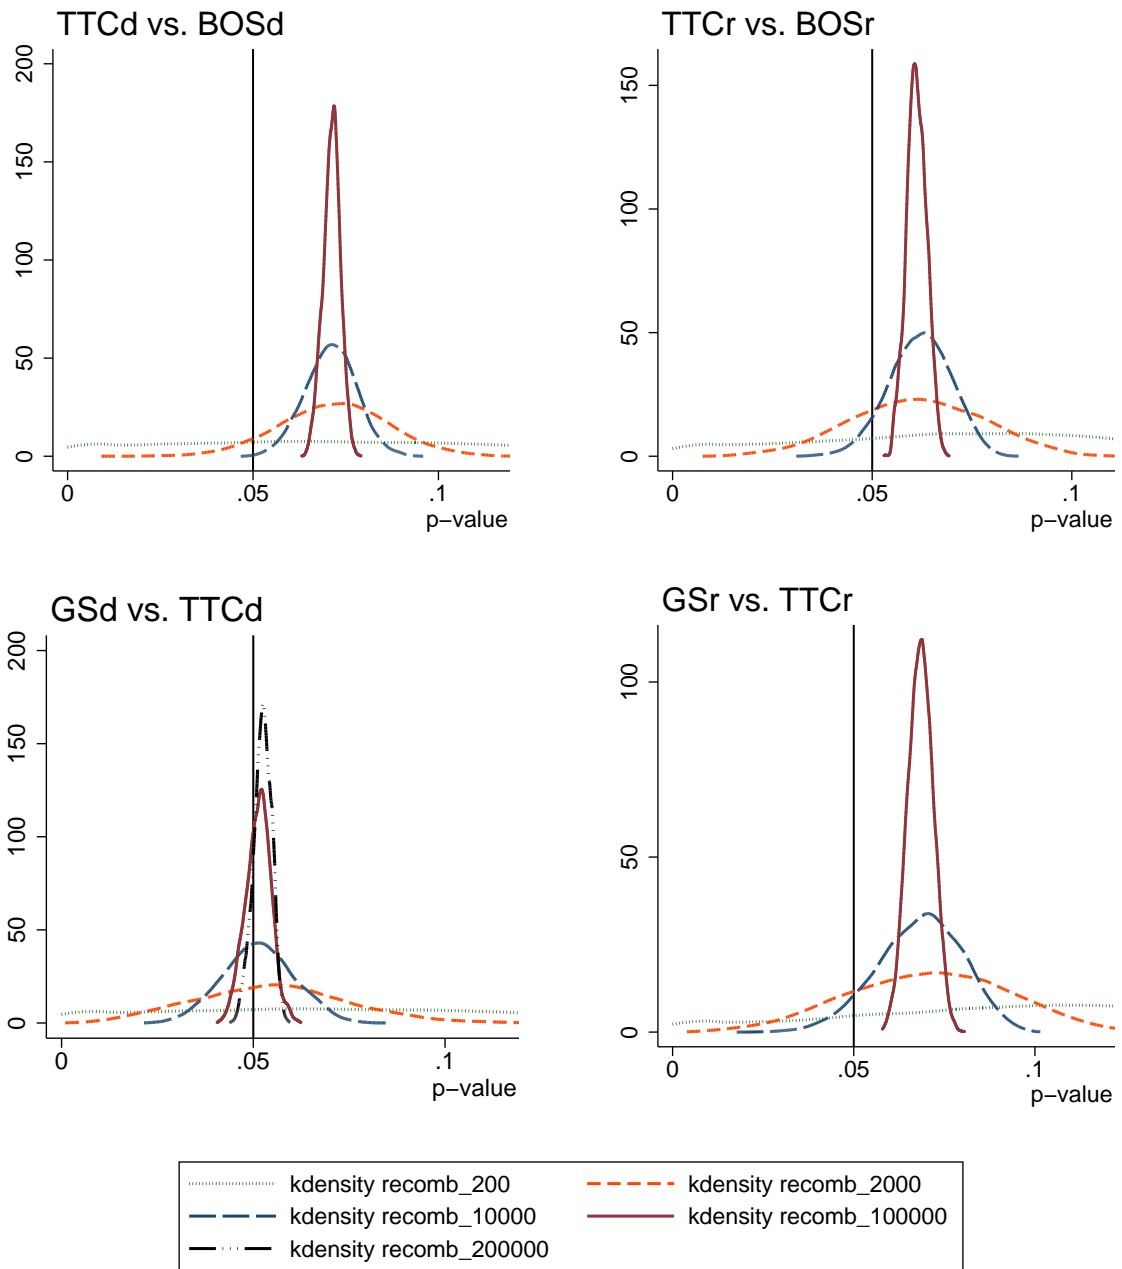 TTCd vs. BOSd
200
150
100
50
0
0 .05 .1
p−value
TTCr vs. BOSr
150
100
50
0
0 .05 .1
p−value
GSd vs. TTCd
200
150
100
50
0
0 .05 .1
p−value
GSr vs. TTCr
100
50
0
0 .05 .1
p−value
kdensity recomb_200 kdensity recomb_2000
kdensity recomb_10000 kdensity recomb_100000
kdensity recomb_200000